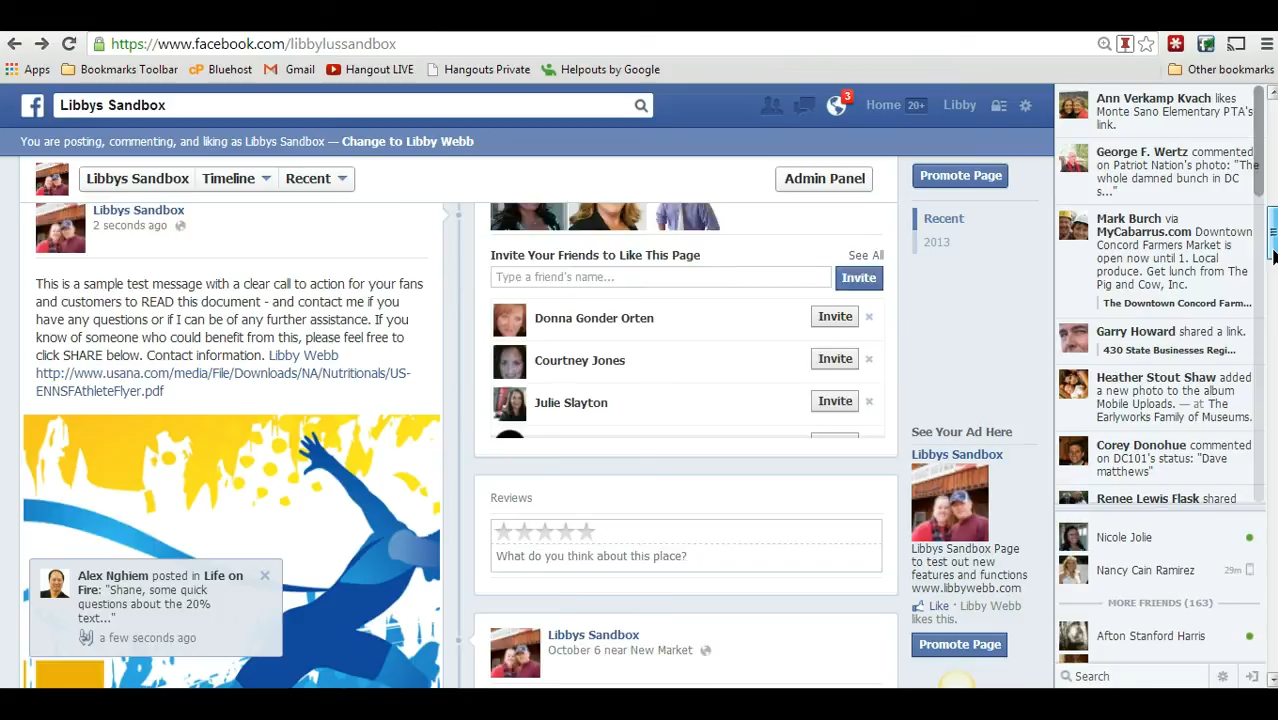 https://www.facebook.com/libbylussandbox
Apps
Bookmarks Toolbar
cP Bluehost
Gmail
Hangout LIVE
Hangouts Private
Helpouts by Google
Other bookmarks
Libbys Sandbox
3
Home 20+
Libby
You are posting, commenting, and liking as Libbys Sandbox — Change to Libby Webb
Libbys Sandbox
Timeline
Recent
Admin Panel
Libbys Sandbox
2 seconds ago
This is a sample test message with a clear call to action for your fans
and customers to READ this document - and contact me if you
have any questions or if I can be of any further assistance. If you
know of someone who could benefit from this, please feel free to
click SHARE below. Contact information. Libby Webb
http://www.usana.com/media/File/Downloads/NA/Nutritionals/US-
ENNSFAthleteFlyer.pdf
Alex Nghiem posted in Life on
Fire: "Shane, some quick
questions about the 20%
text..."
a few seconds ago
Invite Your Friends to Like This Page
See All
Type a friend's name...
Invite
Donna Gonder Orten
Invite
Courtney Jones
Invite
Julie Slayton
Invite
Reviews
What do you think about this place?
Libbys Sandbox
October 6 near New Market
Promote Page
Recent
2013
See Your Ad Here
Libbys Sandbox
Libbys Sandbox Page
to test out new
features and functions
www.libbywebb.com
Like · Libby Webb
likes this.
Promote Page
Ann Verkamp Kvach likes
Monte Sano Elementary PTA's
link.
George F. Wertz commented
on Patriot Nation's photo: "The
whole damned bunch in DC
s..."
Mark Burch via
MyCabarrus.com Downtown
Concord Farmers Market is
open now until 1. Local
produce. Get lunch from The
Pig and Cow, Inc.
The Downtown Concord Farm...
Garry Howard shared a link.
430 State Businesses Regi...
Heather Stout Shaw added
a new photo to the album
Mobile Uploads. — at The
Earlyworks Family of Museums.
Corey Donohue commented
on DC101's status: "Dave
matthews"
Renee Lewis Flask shared
Nicole Jolie
Nancy Cain Ramirez
29m
MORE FRIENDS (163)
Afton Stanford Harris
Search